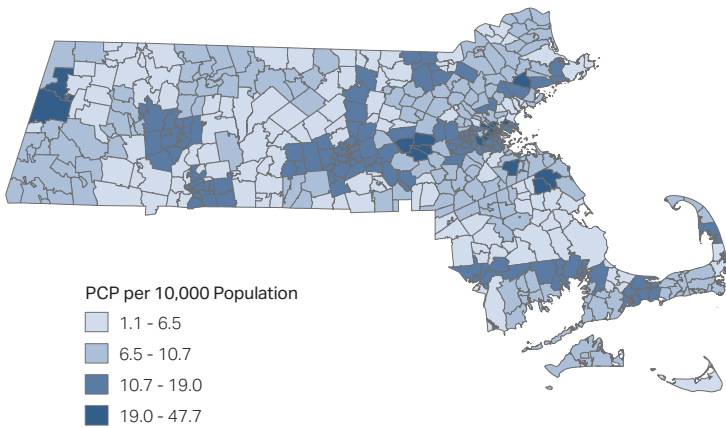 PCP per 10,000 Population
1.1 - 6.5
6.5 - 10.7
10.7 - 19.0
19.0 - 47.7